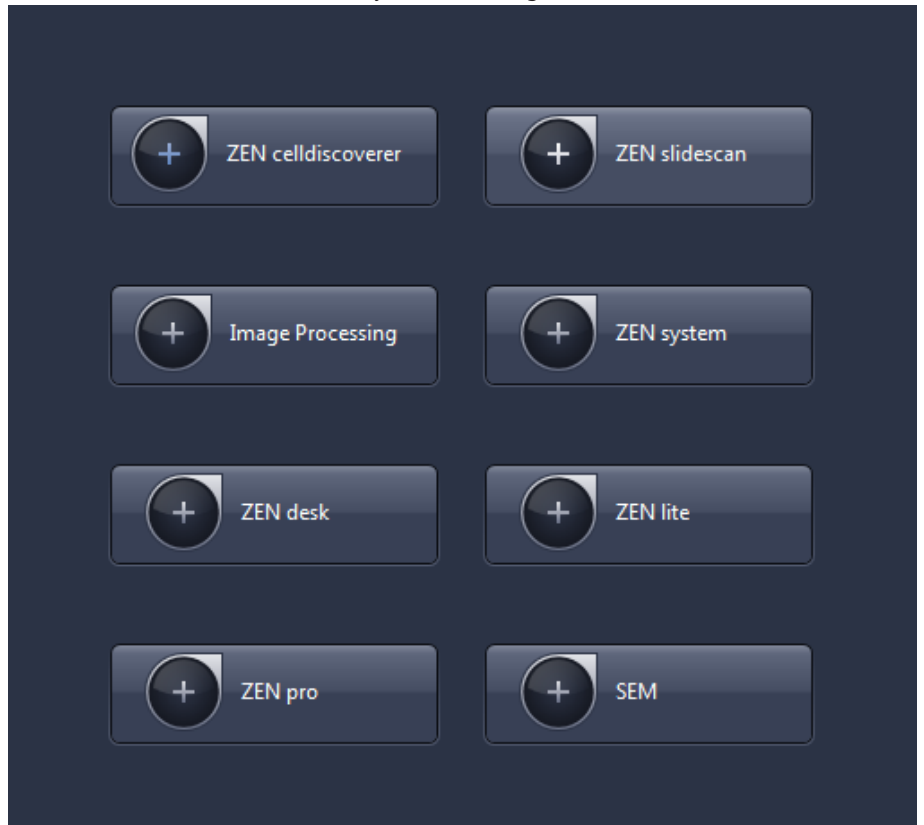 ZEN celldiscoverer
ZEN slidescan
Image Processing
ZEN system
ZEN desk
ZEN lite
ZEN pro
SEM